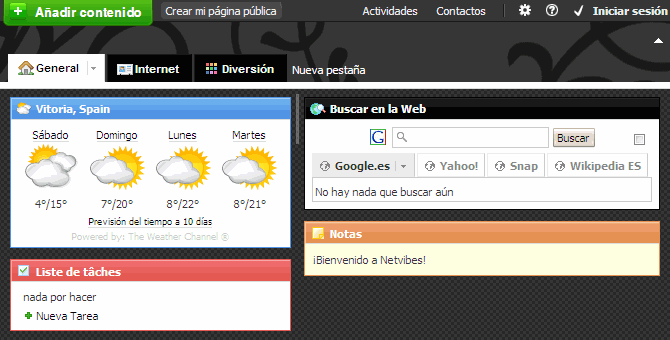 Añadir contenido
Crear mi página pública
Actividades
Contactos
Iniciar sesión
General
Internet
Diversión
Nueva pestaña
Vitoria, Spain
Sábado Domingo Lunes Martes
4°/15° 7°/20° 8°/22° 8°/21°
Previsión del tiempo a 10 días
Powered by: The Weather Channel ®
Liste de tâches
nada por hacer
Nueva Tarea
Buscar en la Web
G
Buscar
Google.es
Yahoo!
Snap
Wikipedia ES
No hay nada que buscar aún
Notas
¡Bienvenido a Netvibes!